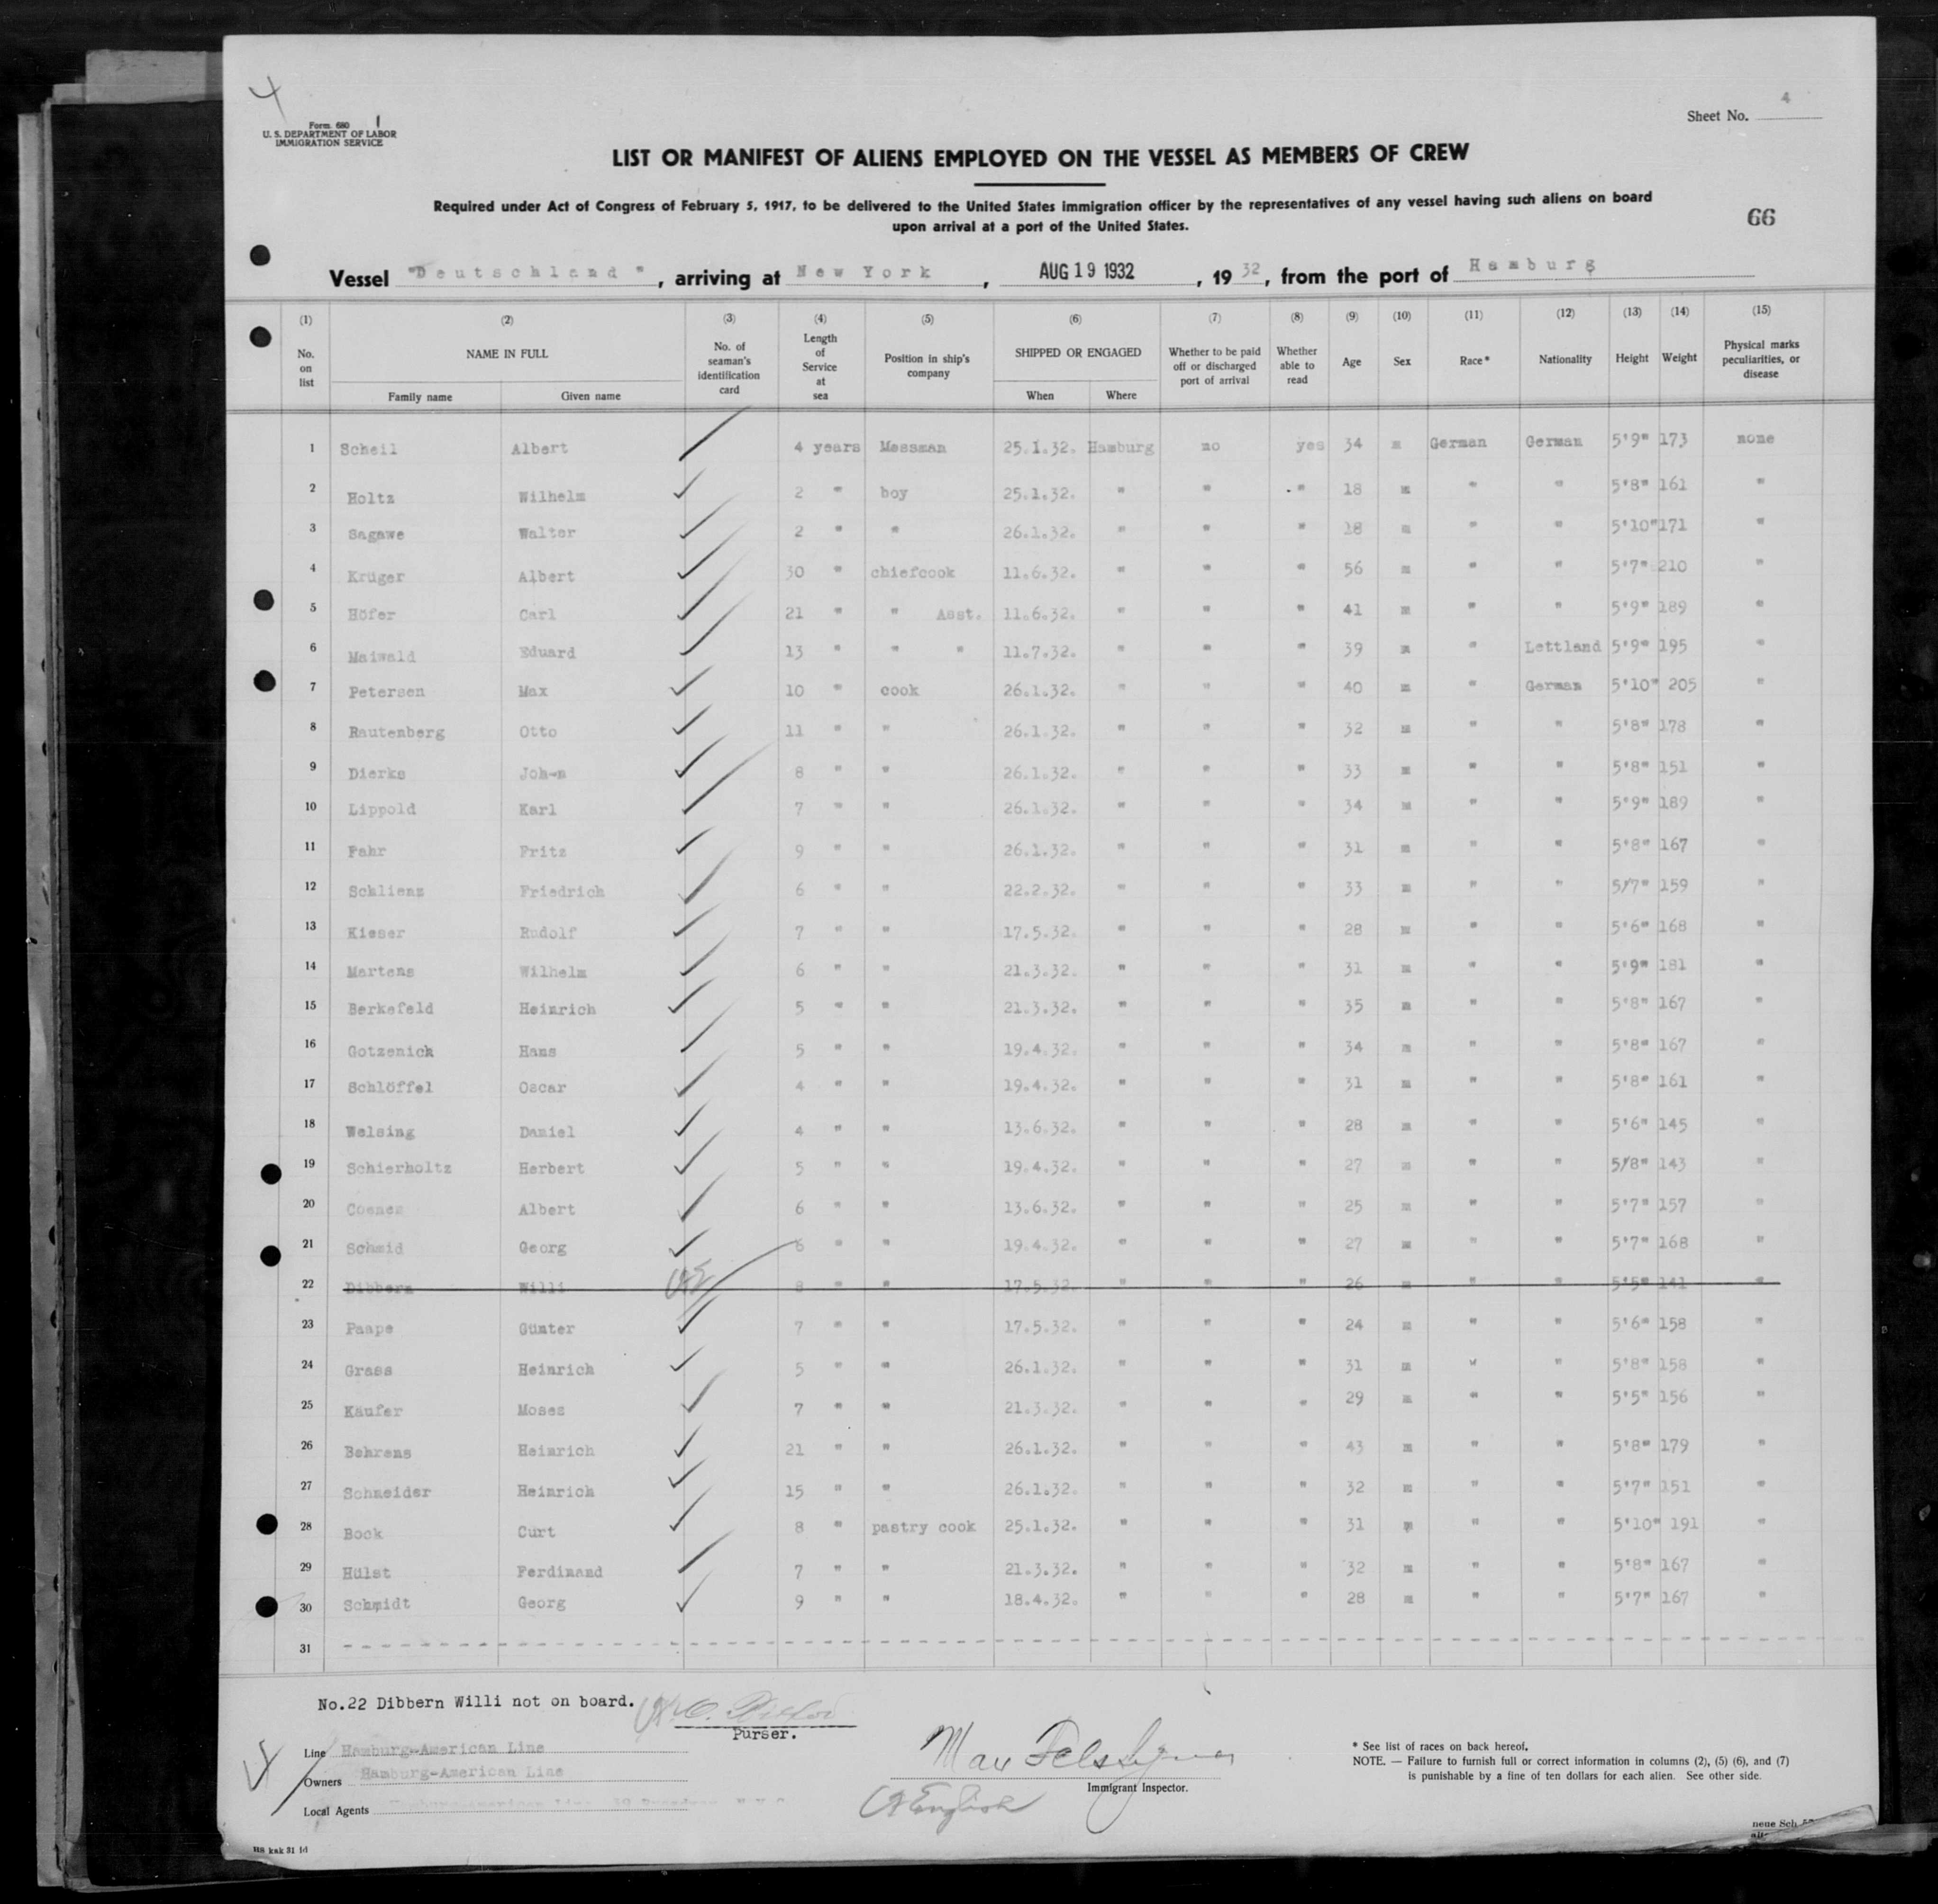 4
Form. 680 1
U. S. DEPARTMENT OF LABOR
IMMIGRATION SERVICE
Sheet No. 4
LIST OR MANIFEST OF ALIENS EMPLOYED ON THE VESSEL AS MEMBERS OF CREW
Required under Act of Congress of February 5, 1917, to be delivered to the United States immigration officer by the representatives of any vessel having such aliens on board
upon arrival at a port of the United States.
66
Vessel "Deutschland", arriving at New York, AUG 19 1932, 1932, from the port of Hamburg
(1) (2) (3) (4) (5) (6) (7) (8) (9) (10) (11) (12) (13) (14) (15)
No. on list NAME IN FULL Family name Given name No. of seaman's identification card Length of Service at sea Position in ship's company SHIPPED OR ENGAGED When Where Whether to be paid off or discharged port of arrival Whether able to read Age Sex Race* Nationality Height Weight Physical marks peculiarities, or disease
1 Scheil Albert 4 years Messman 25.1.32. Hamburg no yes 34 m German German 5'9" 173 none
2 Holtz Wilhelm 2 " boy 25.1.32. " " " 18 m " " 5'8" 161 "
3 Sagawe Walter 2 " " 26.1.32. " " " 18 m " " 5'10" 171 "
4 Krüger Albert 30 " chiefcook 11.6.32. " " " 56 m " " 5'7" 210 "
5 Höfer Carl 21 " " Asst. 11.6.32. " " " 41 m " " 5'9" 189 "
6 Maiwald Eduard 13 " " " 11.7.32. " " " 39 m " Lettland 5'9" 195 "
7 Petersen Max 10 " cook 26.1.32. " " " 40 m " German 5'10" 205 "
8 Rautenberg Otto 11 " " 26.1.32. " " " 32 m " " 5'8" 178 "
9 Dierks Joh-n 8 " " 26.1.32. " " " 33 m " " 5'8" 151 "
10 Lippold Karl 7 " " 26.1.32. " " " 34 m " " 5'9" 189 "
11 Fahr Fritz 9 " " 26.1.32. " " " 31 m " " 5'8" 167 "
12 Schlienz Friedrich 6 " " 22.2.32. " " " 33 m " " 5/7" 159 "
13 Kieser Rudolf 7 " " 17.5.32. " " " 28 m " " 5'6" 168 "
14 Martens Wilhelm 6 " " 21.3.32. " " " 31 m " " 5'9" 181 "
15 Berkefeld Heinrich 5 " " 21.3.32. " " " 35 m " " 5'8" 167 "
16 Gotzenick Hans 5 " " 19.4.32. " " " 34 m " " 5'8" 167 "
17 Schlöffel Oscar 4 " " 19.4.32. " " " 31 m " " 5'8" 161 "
18 Welsing Daniel 4 " " 13.6.32. " " " 28 m " " 5'6" 145 "
19 Schierholtz Herbert 5 " " 19.4.32. " " " 27 m " " 5/8" 143 "
20 Albert 6 " " 13.6.32. " " " 25 m " " 5'7" 157 "
21 Schmid Georg 6 " " 19.4.32. " " " 27 m " " 5'7" 168 "
22 Dibbern Willi 8 " " 17.5.32. " " " 26 m " " 5'5" 141 "
23 Paape Günter 7 " " 17.5.32. " " " 24 m " " 5'6" 158 "
24 Grass Heinrich 5 " " 26.1.32. " " " 31 m " " 5'8" 158 "
25 Käufer Moses 7 " " 21.3.32. " " " 29 m " " 5'5" 156 "
26 Behrens Heinrich 21 " " 26.1.32. " " " 43 m " " 5'8" 179 "
27 Schneider Heinrich 15 " " 26.1.32. " " " 32 m " " 5'7" 151 "
28 Bock Curt 8 " pastry cook 25.1.32. " " " 31 m " " 5'10" 191 "
29 Hülst Ferdinand 7 " " 21.3.32. " " " 32 m " " 5'8" 167 "
30 Schmidt Georg 9 " " 18.4.32. " " " 28 m " " 5'7" 167 "
31
No.22 Dibbern Willi not on board.
Purser.
Line Hamburg-American Line
Owners Hamburg-American Line
Local Agents
Max
Immigrant Inspector.
English
* See list of races on back hereof.
NOTE. — Failure to furnish full or correct information in columns (2), (5) (6), and (7)
is punishable by a fine of ten dollars for each alien. See other side.
neue Sch
HS kak 31 1d